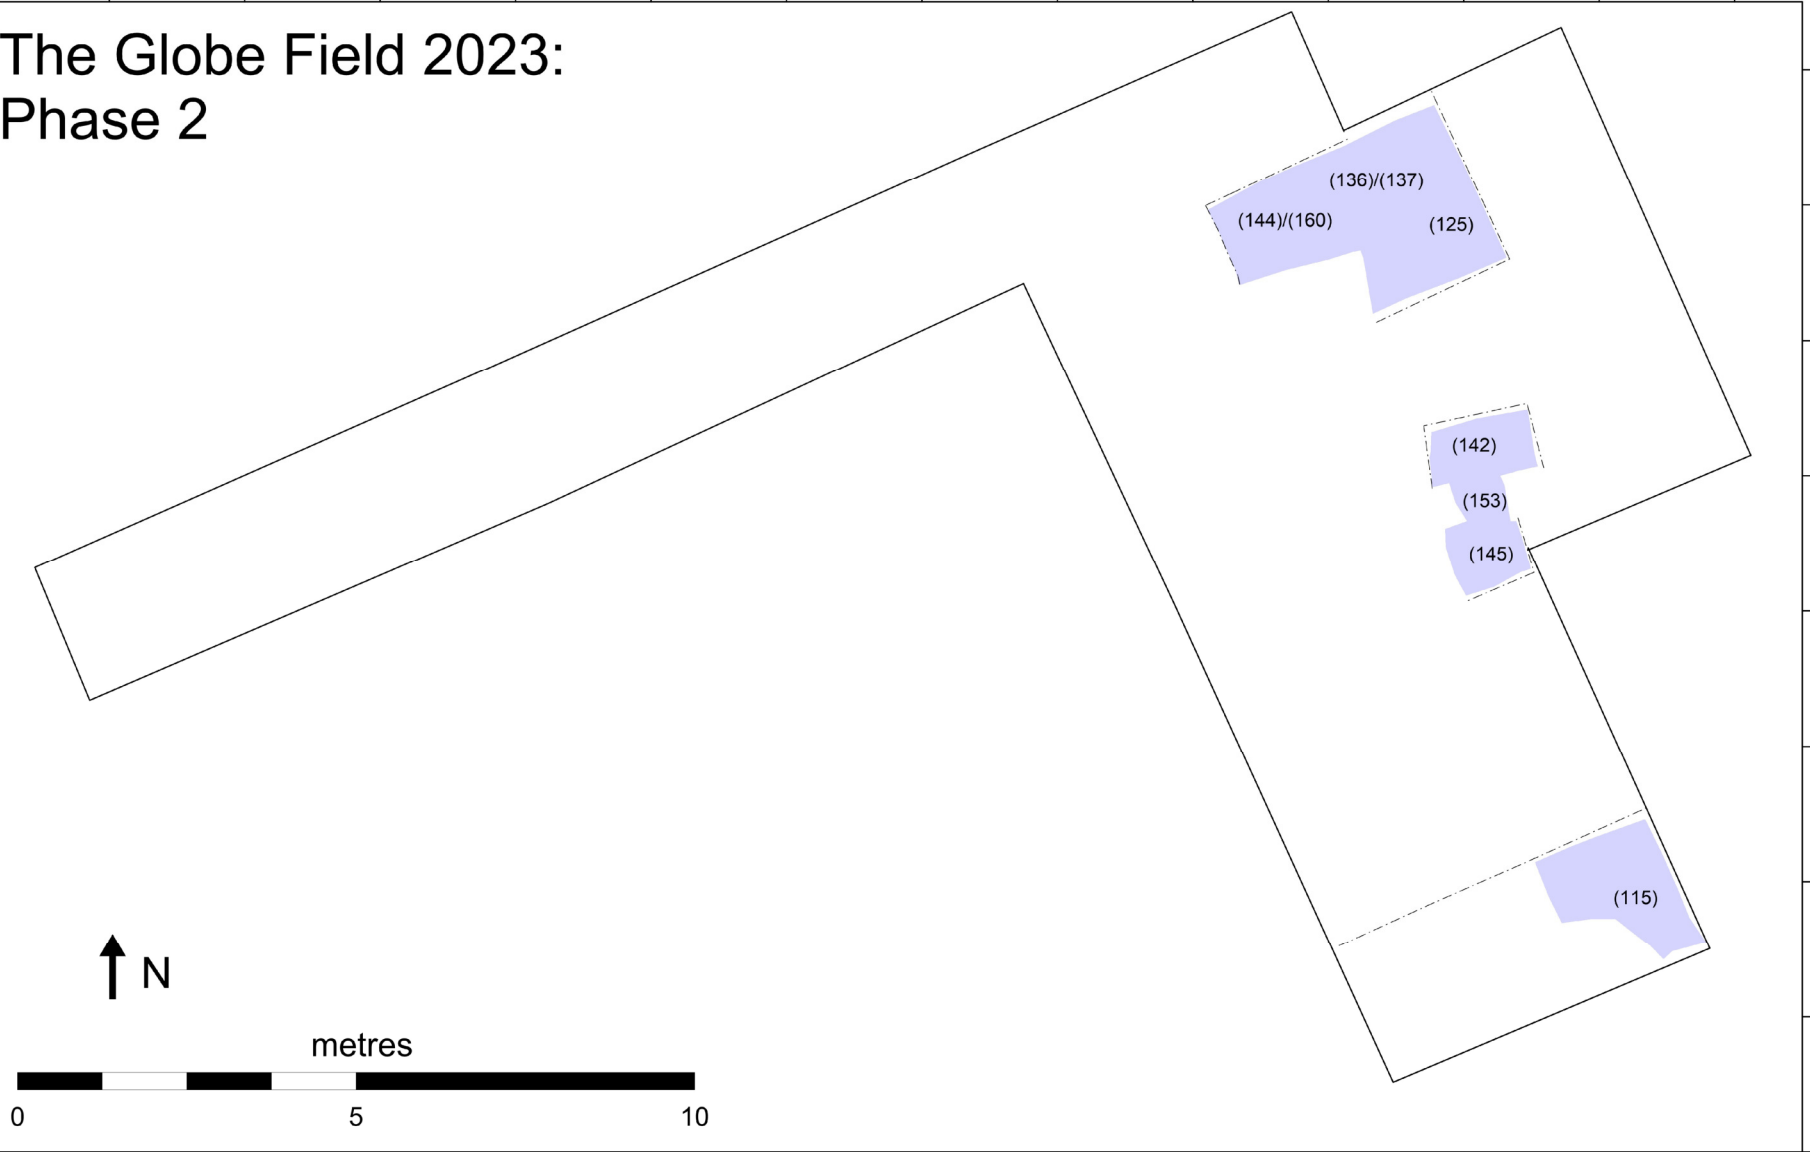 The Globe Field 2023:
Phase 2
(136)/(137)
(144)/(160)
(125)
(142)
(153)
(145)
(115)
N
metres
0 5 10